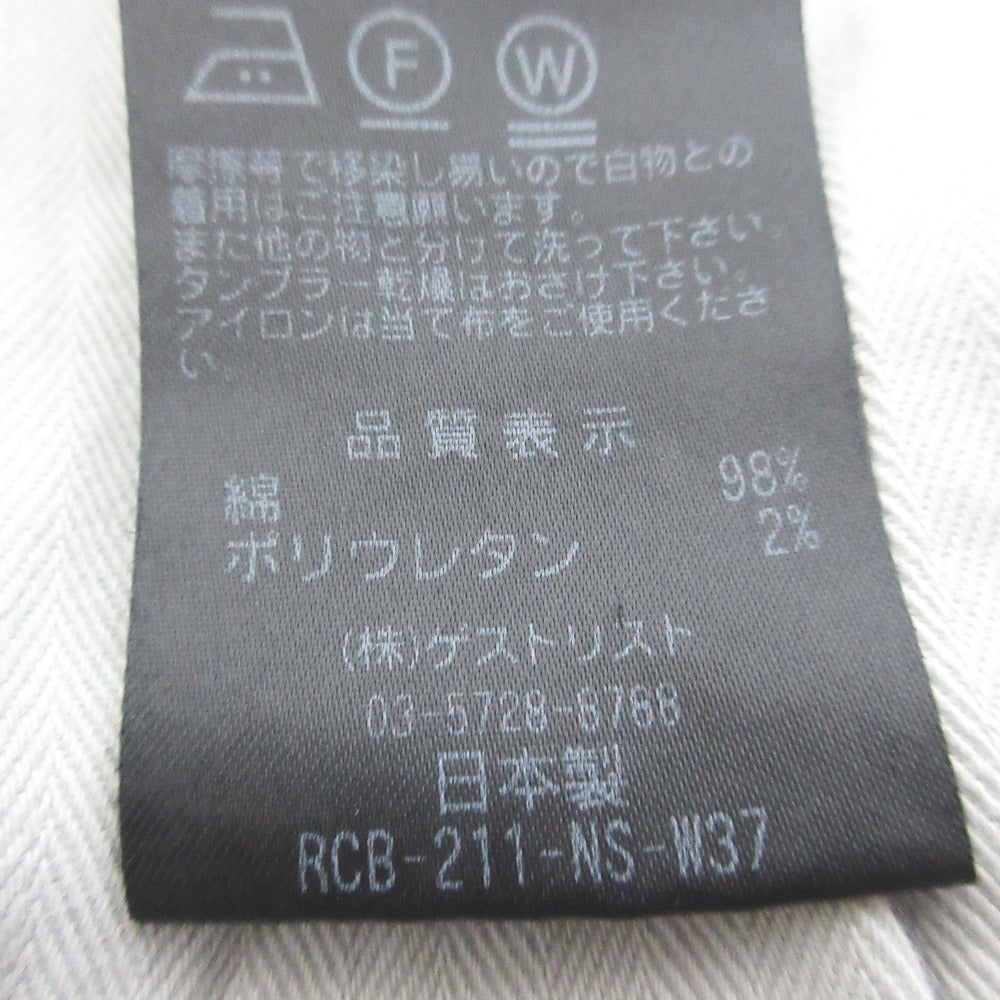 F W
摩擦等で移染し易いので白物との
着用はご注意願います。
また他の物と分けて洗って下さい。
タンブラー乾燥はおさけ下さい。
アイロンは当て布をご使用くださ
い。
品質表示
綿 98%
ポリウレタン 2%
(株)ゲストリスト
03-5728-8788
日本製
RCB-211-NS-W37